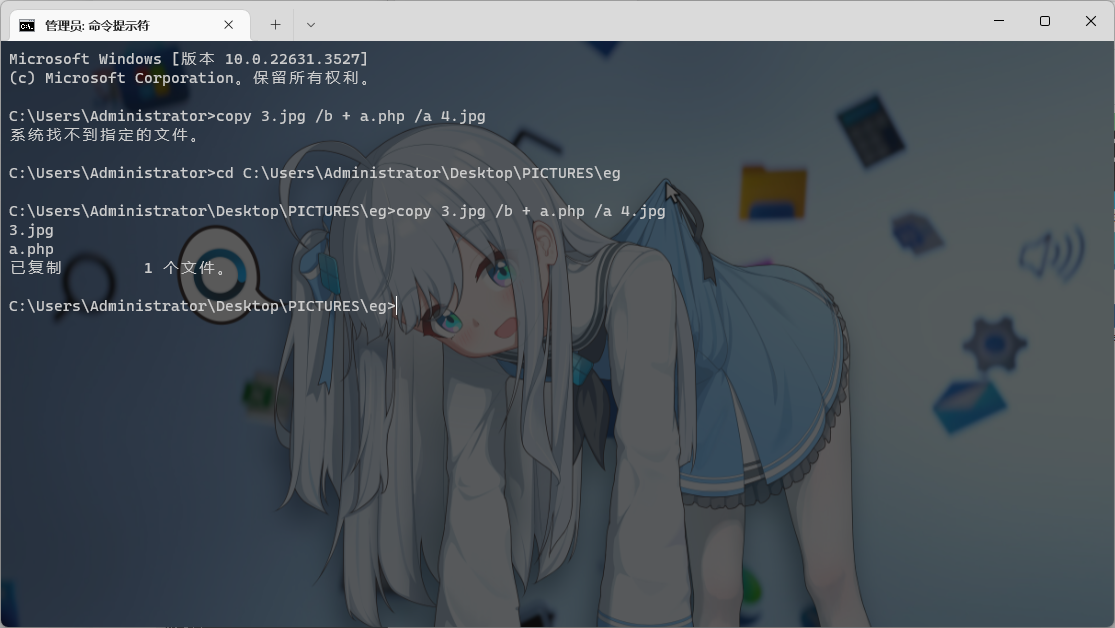 管理员: 命令提示符
Microsoft Windows [版本 10.0.22631.3527]
(c) Microsoft Corporation。保留所有权利。
C:\Users\Administrator>copy 3.jpg /b + a.php /a 4.jpg
系统找不到指定的文件。
C:\Users\Administrator>cd C:\Users\Administrator\Desktop\PICTURES\eg
C:\Users\Administrator\Desktop\PICTURES\eg>copy 3.jpg /b + a.php /a 4.jpg
3.jpg
a.php
已复制         1 个文件。
C:\Users\Administrator\Desktop\PICTURES\eg>